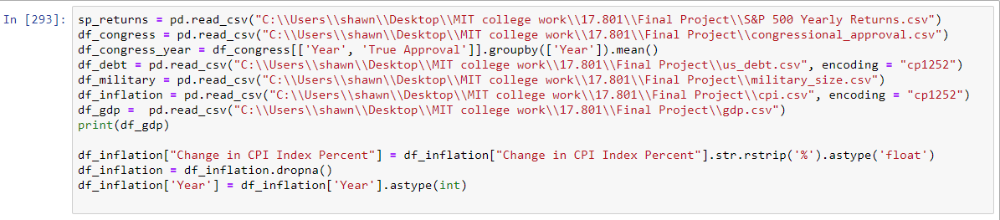 In [293]: sp_returns = pd.read_csv("C:\\Users\\shawn\\Desktop\\MIT college work\\17.801\\Final Project\\S&P 500 Yearly Returns.csv")
df_congress = pd.read_csv("C:\\Users\\shawn\\Desktop\\MIT college work\\17.801\\Final Project\\congressional_approval.csv")
df_congress_year = df_congress[['Year', 'True Approval']].groupby(['Year']).mean()
df_debt = pd.read_csv("C:\\Users\\shawn\\Desktop\\MIT college work\\17.801\\Final Project\\us_debt.csv", encoding = "cp1252")
df_military = pd.read_csv("C:\\Users\\shawn\\Desktop\\MIT college work\\17.801\\Final Project\\military_size.csv")
df_inflation = pd.read_csv("C:\\Users\\shawn\\Desktop\\MIT college work\\17.801\\Final Project\\cpi.csv", encoding = "cp1252")
df_gdp =  pd.read_csv("C:\\Users\\shawn\\Desktop\\MIT college work\\17.801\\Final Project\\gdp.csv")
print(df_gdp)
df_inflation["Change in CPI Index Percent"] = df_inflation["Change in CPI Index Percent"].str.rstrip('%').astype('float')
df_inflation = df_inflation.dropna()
df_inflation['Year'] = df_inflation['Year'].astype(int)